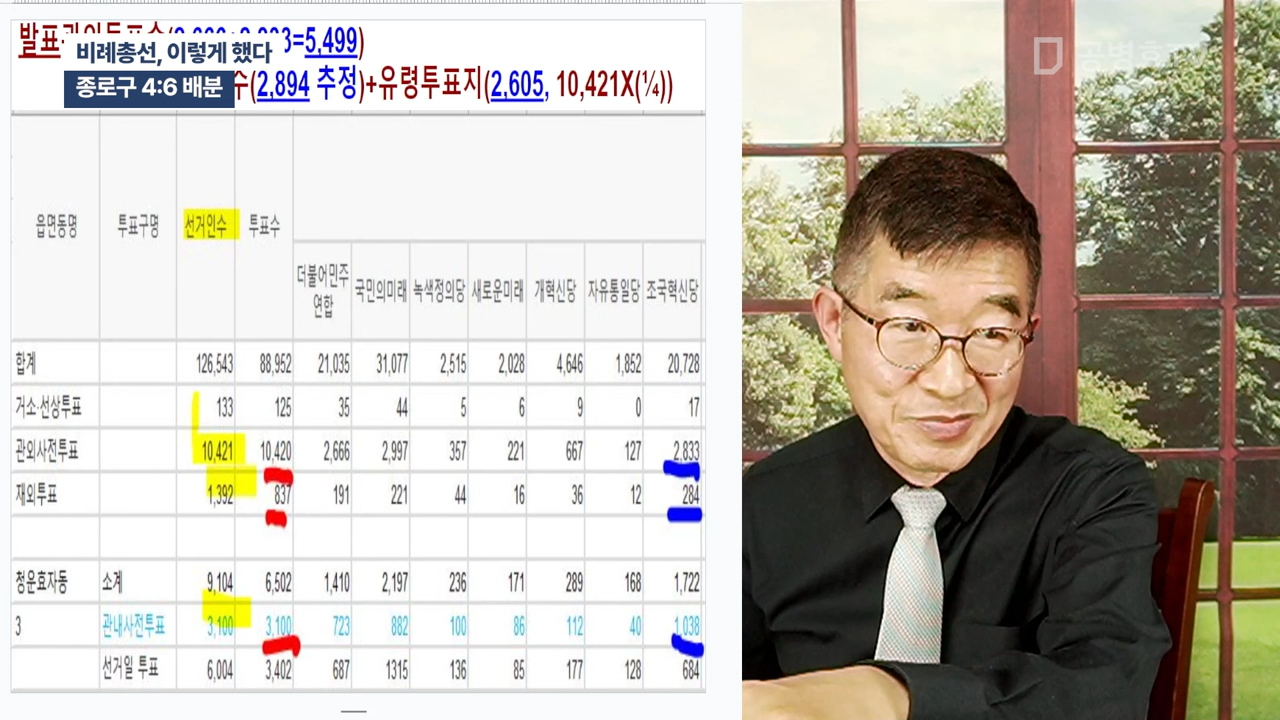 발표
=5,499)
비례총선, 이렇게 했다
종로구 4:6 배분
수(2,894 추정)+유령투표지(2,605, 10,421X(¼))
공병호
읍면동명 투표구명 선거인수 투표수
더불어민주연합 국민의미래 녹색정의당 새로운미래 개혁신당 자유통일당 조국혁신당
합계 126,543 88,952 21,035 31,077 2,515 2,028 4,646 1,852 20,728
거소·선상투표 133 125 35 44 5 6 9 0 17
관외사전투표 10,421 10,420 2,666 2,997 357 221 667 127 2,833
재외투표 1,392 837 191 221 44 16 36 12 284
청운효자동 소계 9,104 6,502 1,410 2,197 236 171 289 168 1,722
3 관내사전투표 3,100 3,100 723 882 100 86 112 40 1,038
선거일 투표 6,004 3,402 687 1315 136 85 177 128 684